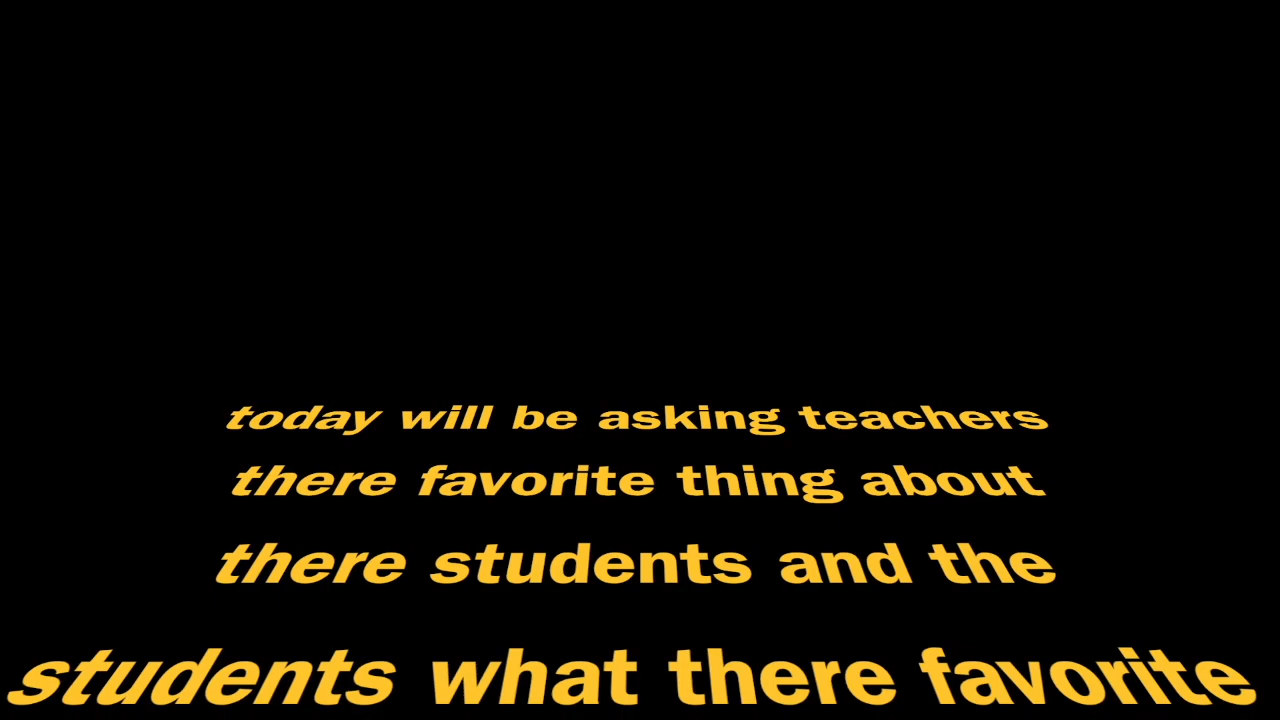 today will be asking teachers
there favorite thing about
there students and the
students what there favorite